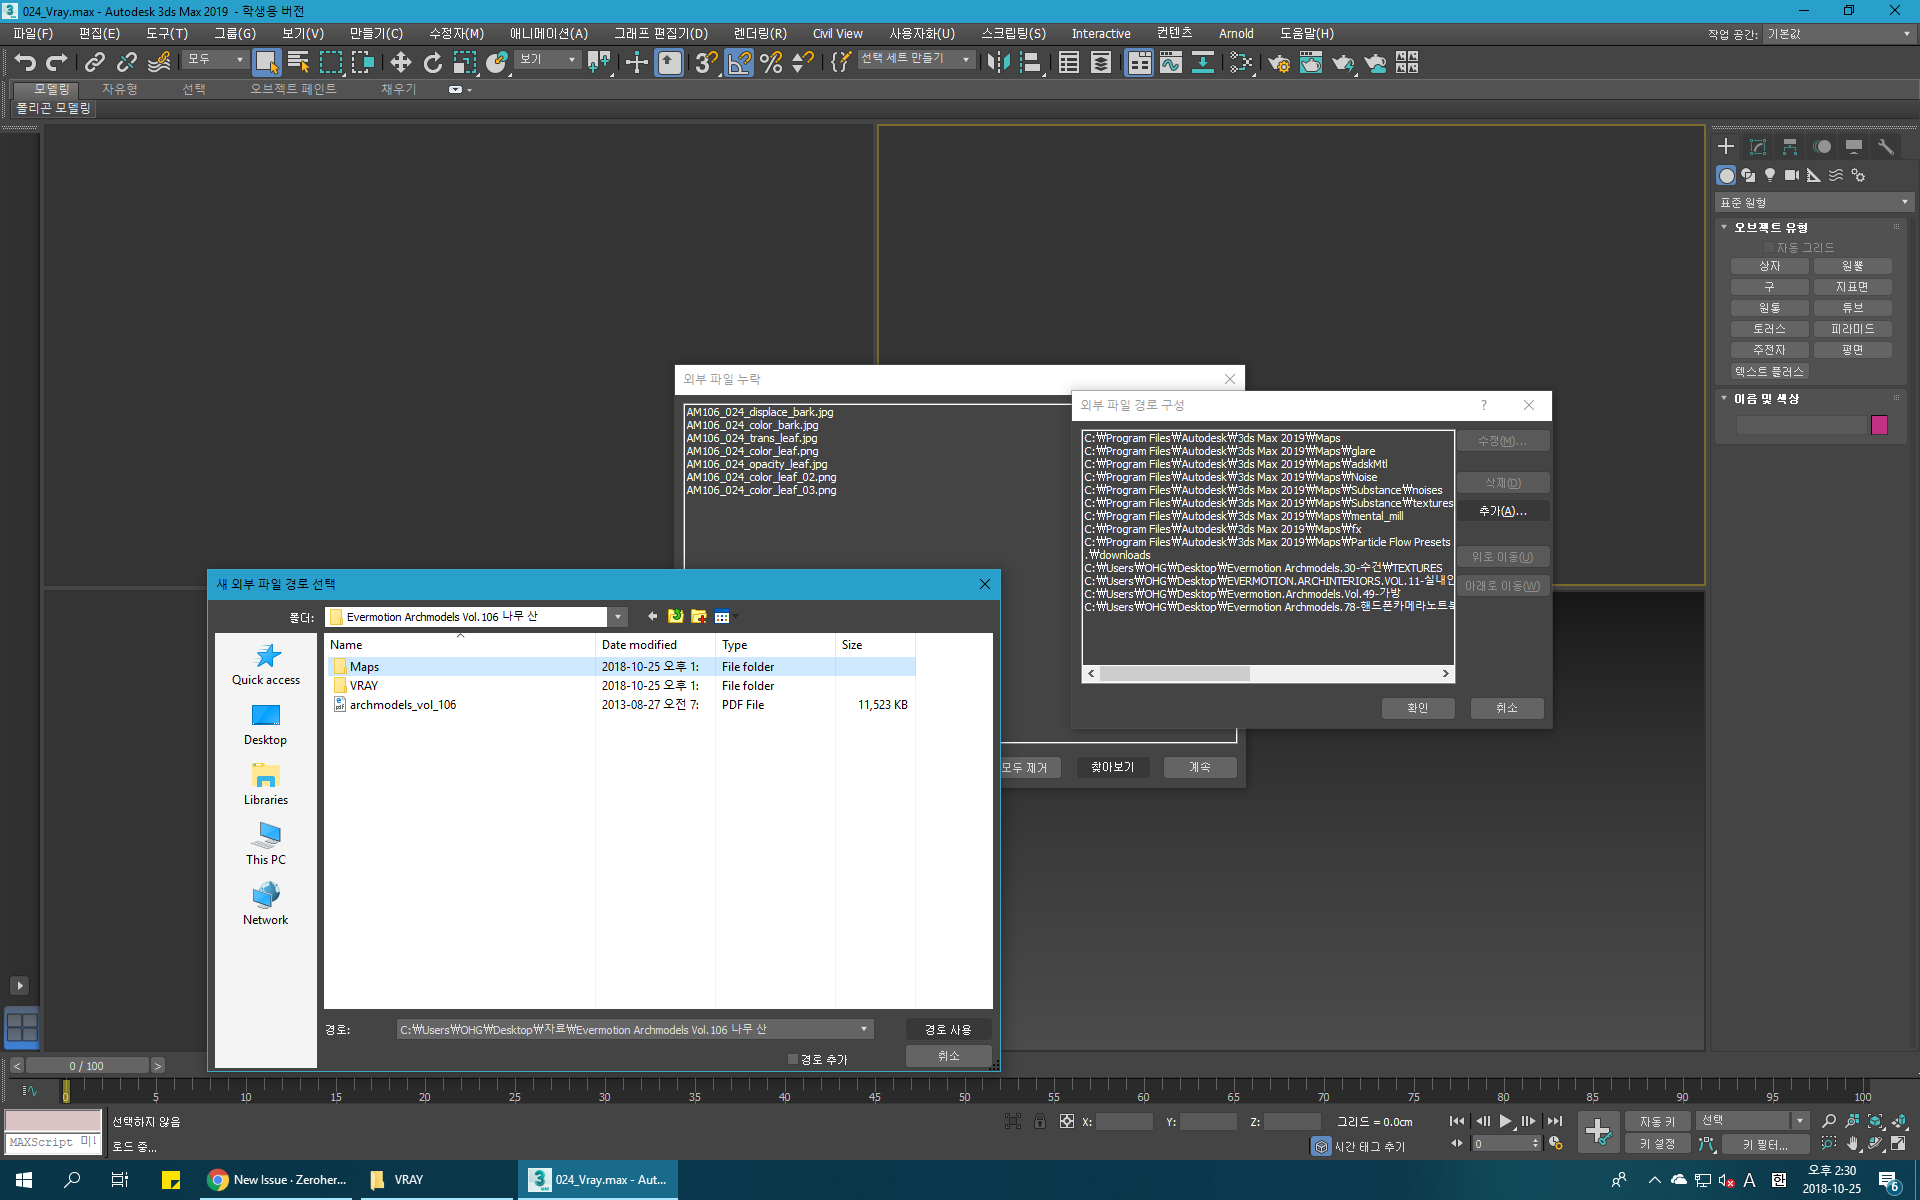 024_Vray.max - Autodesk 3ds Max 2019 - 학생용 버전
파일(F) 편집(E) 도구(T) 그룹(G) 보기(V) 만들기(C) 수정자(M) 애니메이션(A) 그래프 편집기(D) 렌더링(R) Civil View 사용자화(U) 스크립팅(S) Interactive 컨텐츠 Arnold 도움말(H)
작업 공간: 기본값
모두 보기 선택 세트 만들기
모델링 자유형 선택 오브젝트 페인트 채우기
폴리곤 모델링
표준 원형
오브젝트 유형
자동 그리드
상자 원뿔
구 지표면
원통 튜브
토러스 피라미드
주전자 평면
텍스트 플러스
이름 및 색상
외부 파일 누락
AM106_024_displace_bark.jpg
AM106_024_color_bark.jpg
AM106_024_trans_leaf.jpg
AM106_024_color_leaf.png
AM106_024_opacity_leaf.jpg
AM106_024_color_leaf_02.png
AM106_024_color_leaf_03.png
모두 제거 찾아보기 계속
외부 파일 경로 구성
?
C:₩Program Files₩Autodesk₩3ds Max 2019₩Maps
C:₩Program Files₩Autodesk₩3ds Max 2019₩Maps₩glare
C:₩Program Files₩Autodesk₩3ds Max 2019₩Maps₩adskMtl
C:₩Program Files₩Autodesk₩3ds Max 2019₩Maps₩Noise
C:₩Program Files₩Autodesk₩3ds Max 2019₩Maps₩Substance₩noises
C:₩Program Files₩Autodesk₩3ds Max 2019₩Maps₩Substance₩textures
C:₩Program Files₩Autodesk₩3ds Max 2019₩Maps₩mental_mill
C:₩Program Files₩Autodesk₩3ds Max 2019₩Maps₩fx
C:₩Program Files₩Autodesk₩3ds Max 2019₩Maps₩Particle Flow Presets
.₩downloads
C:₩Users₩OHG₩Desktop₩Evermotion Archmodels.30-수건₩TEXTURES
C:₩Users₩OHG₩Desktop₩EVERMOTION.ARCHINTERIORS.VOL.11-실내인
C:₩Users₩OHG₩Desktop₩Evermotion.Archmodels.Vol.49-가방
C:₩Users₩OHG₩Desktop₩Evermotion Archmodels.78-핸드폰카메라노트북
수정(M)...
삭제(D)
추가(A)...
위로 이동(U)
아래로 이동(W)
확인 취소
새 외부 파일 경로 선택
폴더: Evermotion Archmodels Vol.106 나무 산
Quick access
Desktop
Libraries
This PC
Network
Name Date modified Type Size
Maps 2018-10-25 오후 1: File folder
VRAY 2018-10-25 오후 1: File folder
archmodels_vol_106 2013-08-27 오전 7: PDF File 11,523 KB
경로: C:₩Users₩OHG₩Desktop₩자료₩Evermotion Archmodels Vol.106 나무 산
경로 사용
경로 추가
취소
< 0 / 100 >
0 5 10 15 20 25 30 35 40 45 50 55 60 65 70 75 80 85 90 95 100
선택하지 않음
MAXScript 미니
로드 중...
X: Y: Z: 그리드 = 0.0cm
시간 태그 추가
0
자동 키 선택
키 설정 키 필터...
New Issue · Zeroher...
VRAY
024_Vray.max - Aut...
A 한
오후 2:30
2018-10-25
6